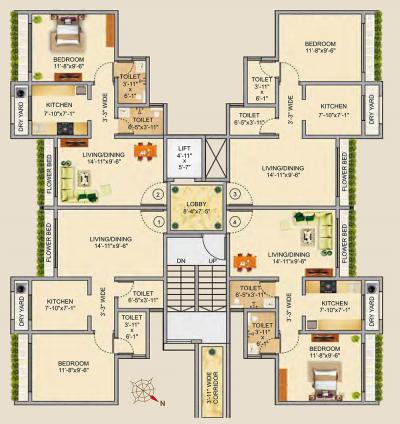 BEDROOM
11'-8"x9'-6"
TOILET
3'-11"
x
6'-1"
KITCHEN
7'-10"x7'-1"
DRY YARD
3'-3" WIDE
TOILET
6'-5"x3'-11"
LIVING/DINING
14'-11"x9'-6"
FLOWER BED
2
LIFT
4'-11"
x
5'-7"
BEDROOM
11'-8"x9'-6"
TOILET
3'-11"
x
6'-1"
KITCHEN
7'-10"x7'-1"
DRY YARD
3'-3" WIDE
TOILET
6'-5"x3'-11"
LIVING/DINING
14'-11"x9'-6"
FLOWER BED
3
LOBBY
8'-4"x7'-5"
1
4
FLOWER BED
LIVING/DINING
14'-11"x9'-6"
DN
UP
LIVING/DINING
14'-11"x9'-6"
FLOWER BED
TOILET
6'-5"x3'-11"
KITCHEN
7'-10"x7'-1"
DRY YARD
3'-3" WIDE
TOILET
3'-11"
x
6'-1"
BEDROOM
11'-8"x9'-6"
TOILET
6'-5"x3'-11"
3'-3" WIDE
KITCHEN
7'-10"x7'-1"
DRY YARD
TOILET
3'-11"
x
6'-1"
BEDROOM
11'-8"x9'-6"
3'-11" WIDE
CORRIDOR
N